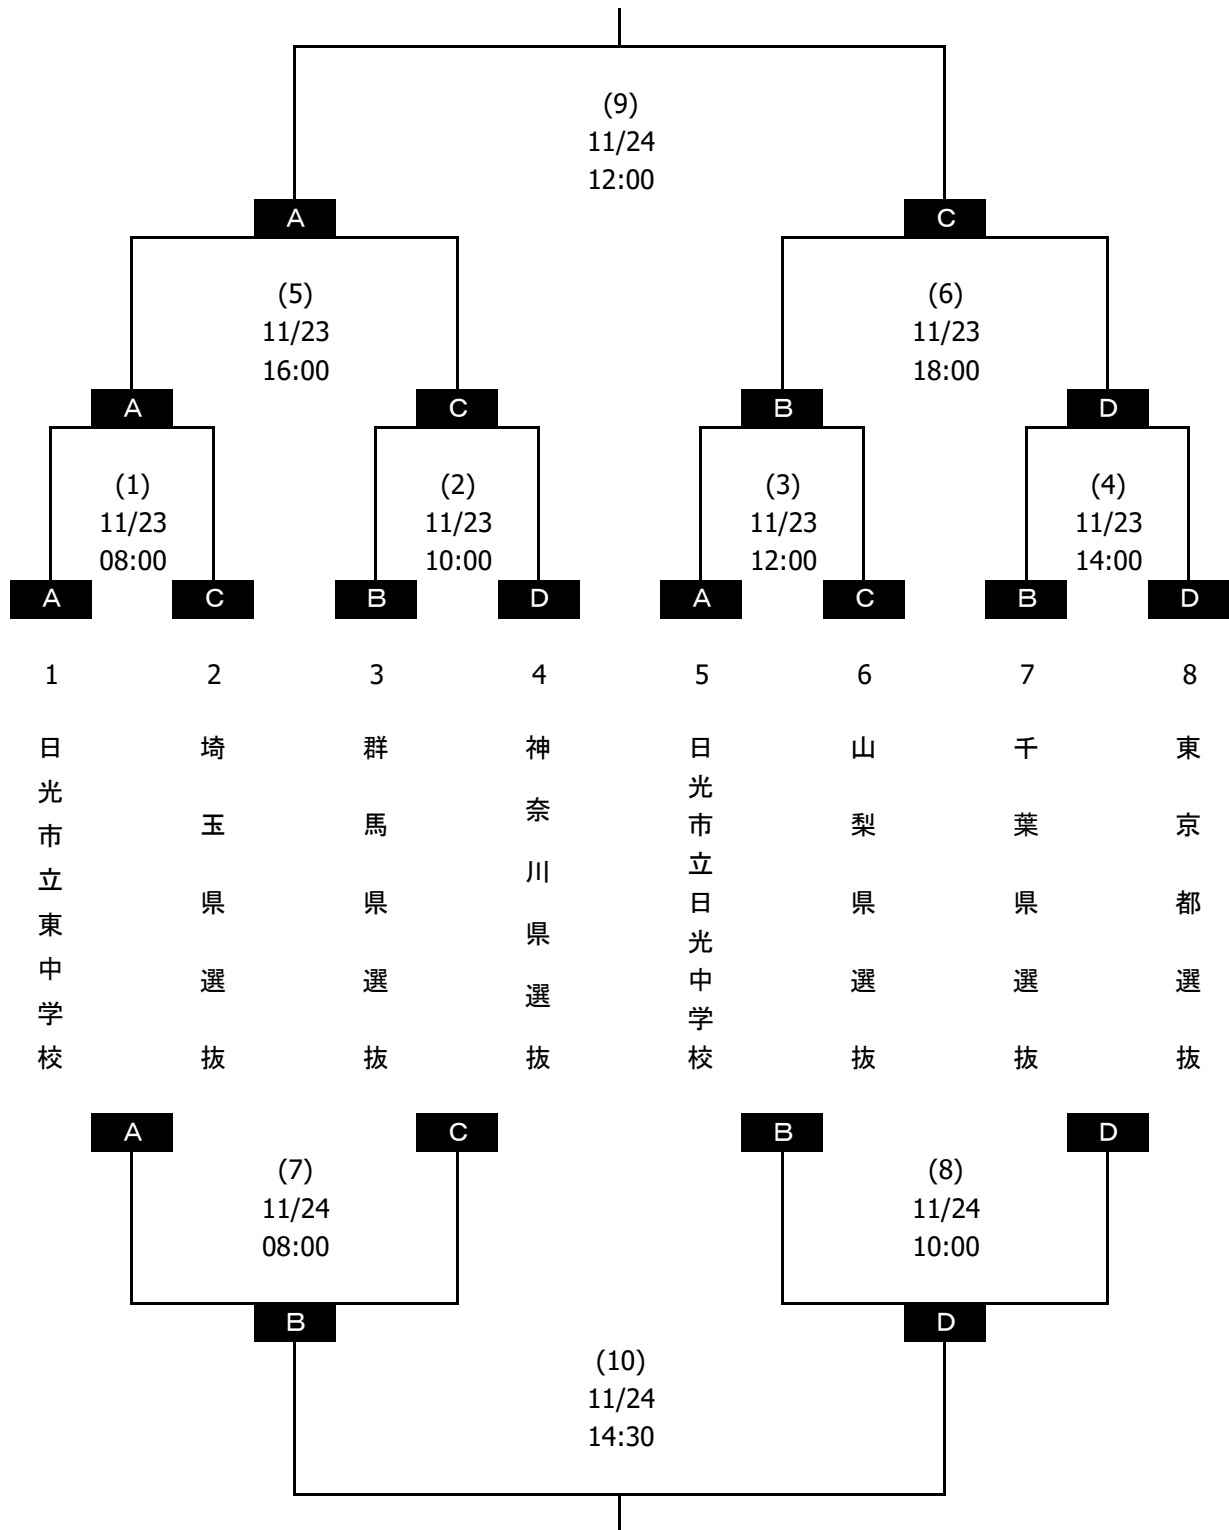 (9)
11/24
12:00
A
C
(5)
11/23
16:00
(6)
11/23
18:00
A
C
B
D
(1)
11/23
08:00
(2)
11/23
10:00
(3)
11/23
12:00
(4)
11/23
14:00
A
C
B
D
A
C
B
D
1
2
3
4
5
6
7
8
日光市立東中学校
埼玉県選抜
群馬県選抜
神奈川県選抜
日光市立日光中学校
山梨県選抜
千葉県選抜
東京都選抜
A
C
B
D
(7)
11/24
08:00
(8)
11/24
10:00
B
D
(10)
11/24
14:30